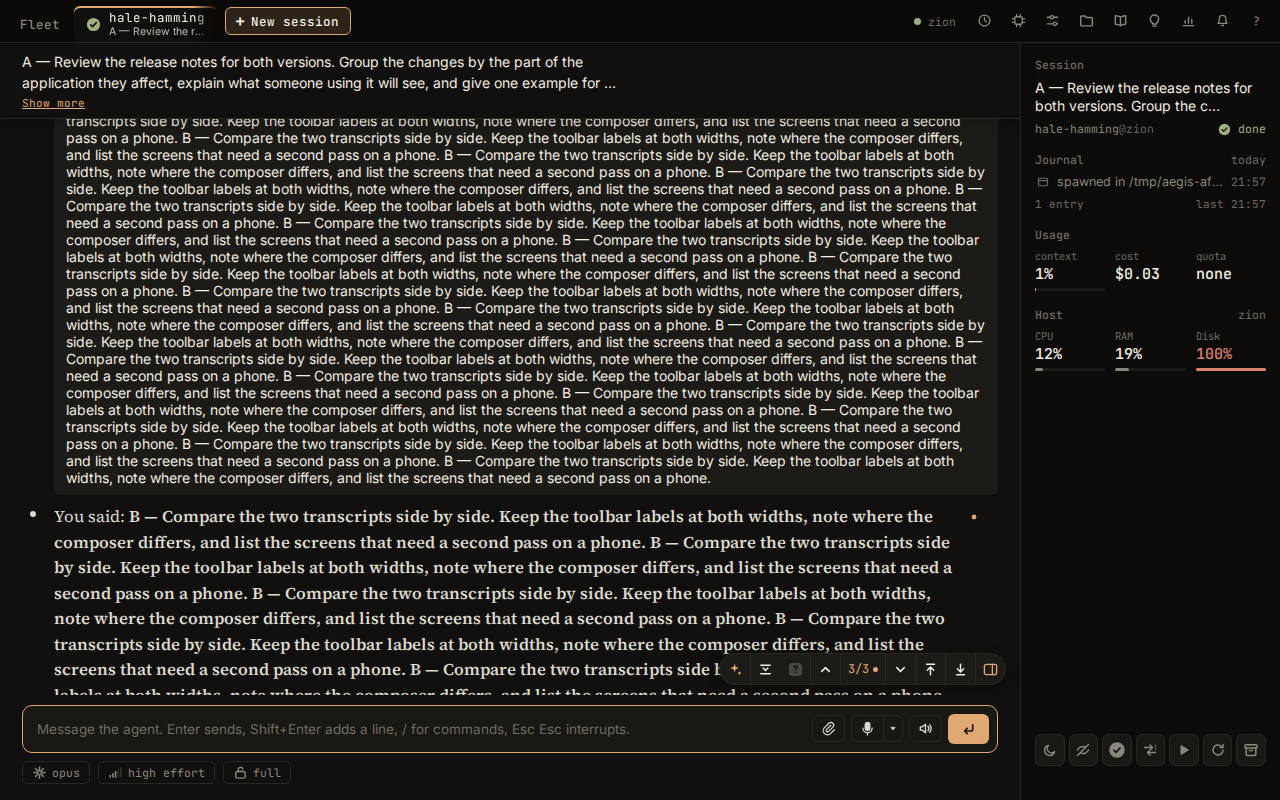 Fleet
hale-hamming
A — Review the r…
+ New session
zion
?
A — Review the release notes for both versions. Group the changes by the part of the
application they affect, explain what someone using it will see, and give one example for ...
Show more
transcripts side by side. Keep the toolbar labels at both widths, note where the composer differs, and list the screens that need a second
pass on a phone. B — Compare the two transcripts side by side. Keep the toolbar labels at both widths, note where the composer differs,
and list the screens that need a second pass on a phone. B — Compare the two transcripts side by side. Keep the toolbar labels at both
widths, note where the composer differs, and list the screens that need a second pass on a phone. B — Compare the two transcripts side by
side. Keep the toolbar labels at both widths, note where the composer differs, and list the screens that need a second pass on a phone. B —
Compare the two transcripts side by side. Keep the toolbar labels at both widths, note where the composer differs, and list the screens that
need a second pass on a phone. B — Compare the two transcripts side by side. Keep the toolbar labels at both widths, note where the
composer differs, and list the screens that need a second pass on a phone. B — Compare the two transcripts side by side. Keep the toolbar
labels at both widths, note where the composer differs, and list the screens that need a second pass on a phone. B — Compare the two
transcripts side by side. Keep the toolbar labels at both widths, note where the composer differs, and list the screens that need a second
pass on a phone. B — Compare the two transcripts side by side. Keep the toolbar labels at both widths, note where the composer differs,
and list the screens that need a second pass on a phone. B — Compare the two transcripts side by side. Keep the toolbar labels at both
widths, note where the composer differs, and list the screens that need a second pass on a phone. B — Compare the two transcripts side by
side. Keep the toolbar labels at both widths, note where the composer differs, and list the screens that need a second pass on a phone. B —
Compare the two transcripts side by side. Keep the toolbar labels at both widths, note where the composer differs, and list the screens that
need a second pass on a phone. B — Compare the two transcripts side by side. Keep the toolbar labels at both widths, note where the
composer differs, and list the screens that need a second pass on a phone. B — Compare the two transcripts side by side. Keep the toolbar
labels at both widths, note where the composer differs, and list the screens that need a second pass on a phone. B — Compare the two
transcripts side by side. Keep the toolbar labels at both widths, note where the composer differs, and list the screens that need a second
pass on a phone. B — Compare the two transcripts side by side. Keep the toolbar labels at both widths, note where the composer differs,
and list the screens that need a second pass on a phone. B — Compare the two transcripts side by side. Keep the toolbar labels at both
widths, note where the composer differs, and list the screens that need a second pass on a phone.
You said: B — Compare the two transcripts side by side. Keep the toolbar labels at both widths, note where the
composer differs, and list the screens that need a second pass on a phone. B — Compare the two transcripts side
by side. Keep the toolbar labels at both widths, note where the composer differs, and list the screens that need a
second pass on a phone. B — Compare the two transcripts side by side. Keep the toolbar labels at both widths,
note where the composer differs, and list the screens that need a second pass on a phone. B — Compare the two
transcripts side by side. Keep the toolbar labels at both widths, note where the composer differs, and list the
screens that need a second pass on a phone. B — Compare the two transcripts side b
labels at both widths, note where the composer differs, and list the screens that need a second pass on a phone.
?
3/3
Message the agent. Enter sends, Shift+Enter adds a line, / for commands, Esc Esc interrupts.
opus
high effort
full
Session
A — Review the release notes for
both versions. Group the c...
hale-hamming@zion
done
Journal
today
spawned in /tmp/aegis-af…
21:57
1 entry
last 21:57
Usage
context
cost
quota
1%
$0.03
none
Host
zion
CPU
RAM
Disk
12%
19%
100%